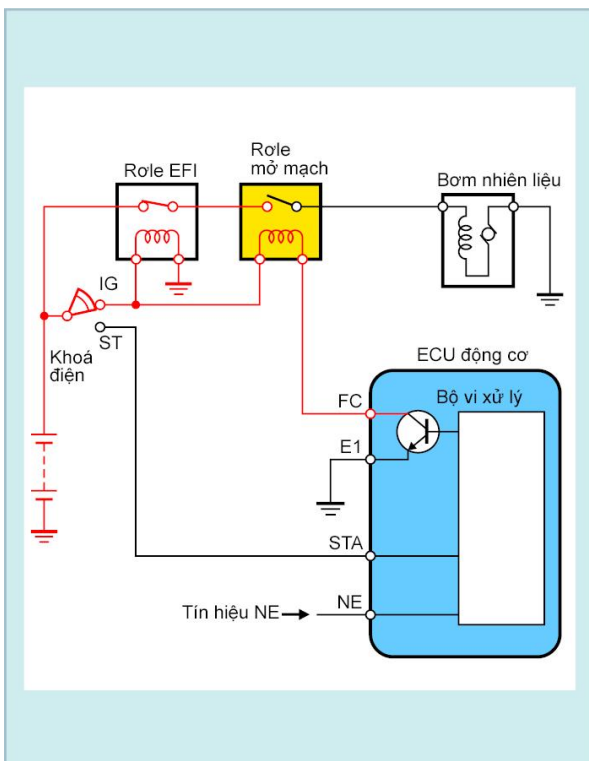 Rơle
mở mạch
Rơle EFI
Bơm nhiên liệu
IG
ST
Khoá
điện
ECU động cơ
Bộ vi xử lý
FC
E1
STA
NE
Tín hiệu NE